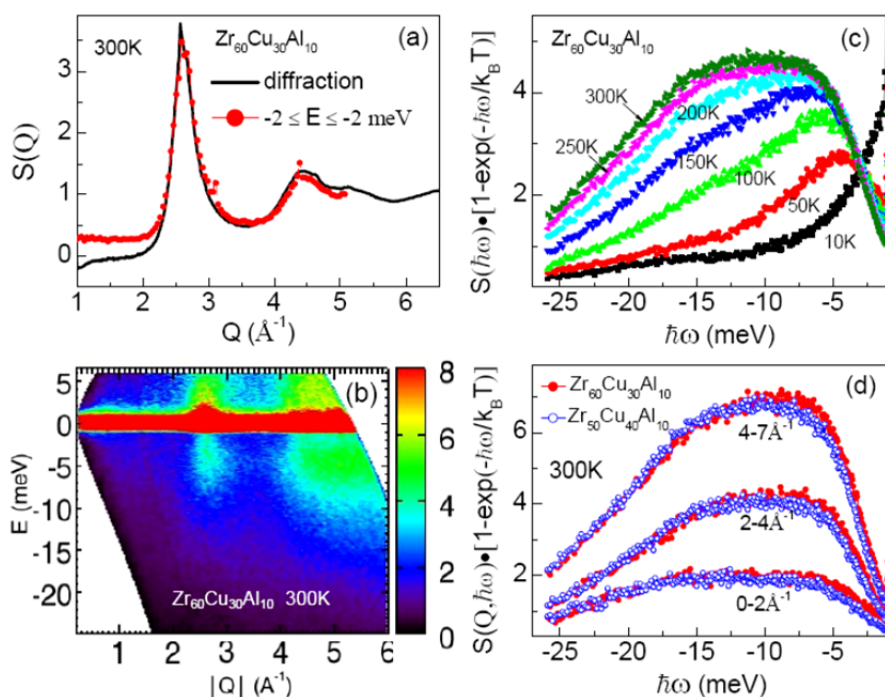 300K
Zr60Cu30Al10
(a)
diffraction
-2 ≤ E ≤ -2 meV
S(Q)
3
2
1
0
1 2 3 4 5 6
Q (Å-1)
(b)
E (meV)
5
0
-5
-10
-15
-20
Zr60Cu30Al10 300K
1 2 3 4 5 6
|Q| (A-1)
8
6
4
2
0
Zr60Cu30Al10
(c)
S(ħω)•[1-exp(-ħω/kBT)]
4
2
300K
250K
200K
150K
100K
50K
10K
-25 -20 -15 -10 -5
ħω (meV)
Zr60Cu30Al10
(d)
Zr50Cu40Al10
S(Q,ħω)•[1-exp(-ħω/kBT)]
6
4
2
300K
4-7Å-1
2-4Å-1
0-2Å-1
-25 -20 -15 -10 -5
ħω (meV)